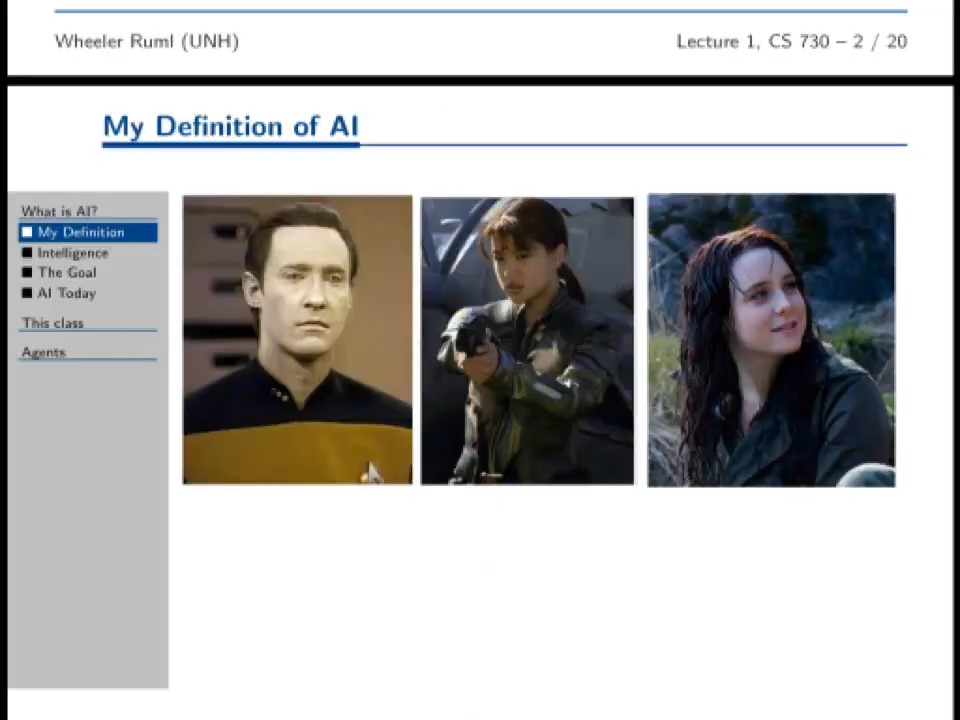 Wheeler Ruml (UNH)
Lecture 1, CS 730 – 2 / 20
My Definition of AI
What is AI?
My Definition
Intelligence
The Goal
AI Today
This class
Agents